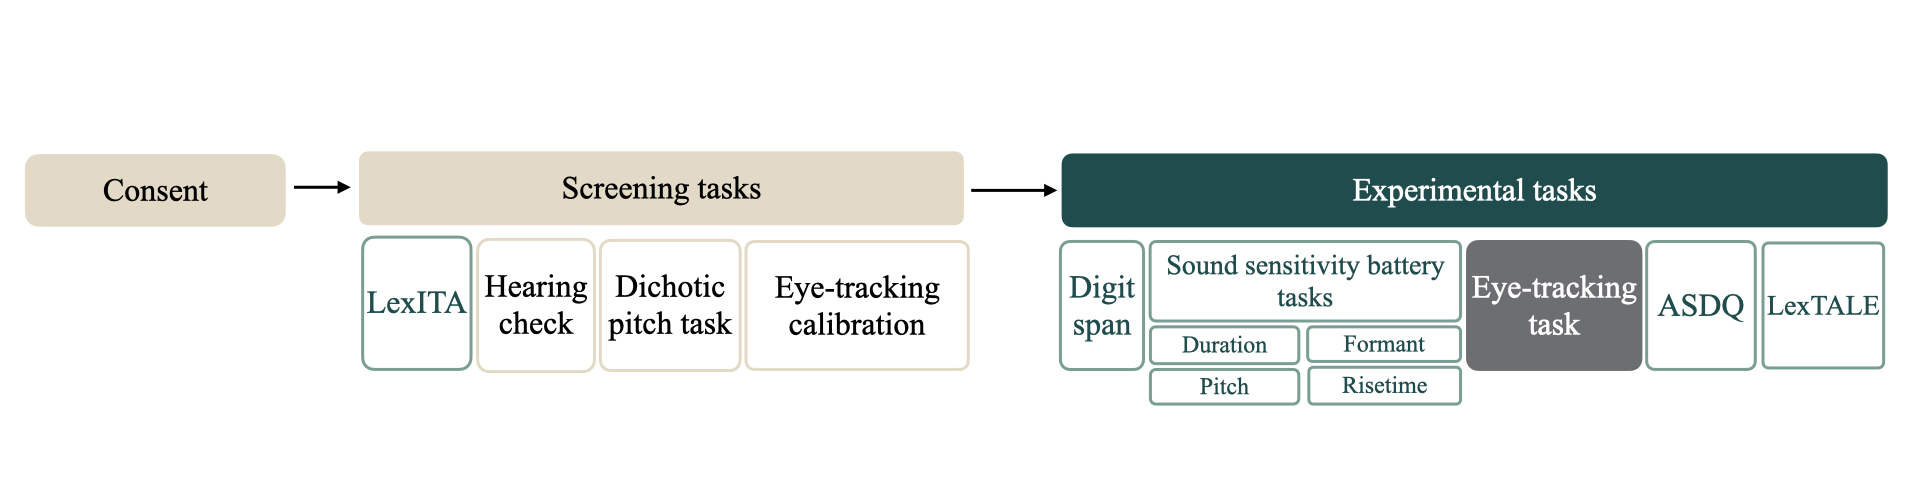 Consent
Screening tasks
Experimental tasks
LexITA
Hearing
check
Dichotic
pitch task
Eye-tracking
calibration
Digit
span
Sound sensitivity battery
tasks
Duration
Formant
Pitch
Risetime
Eye-tracking
task
ASDQ
LexTALE